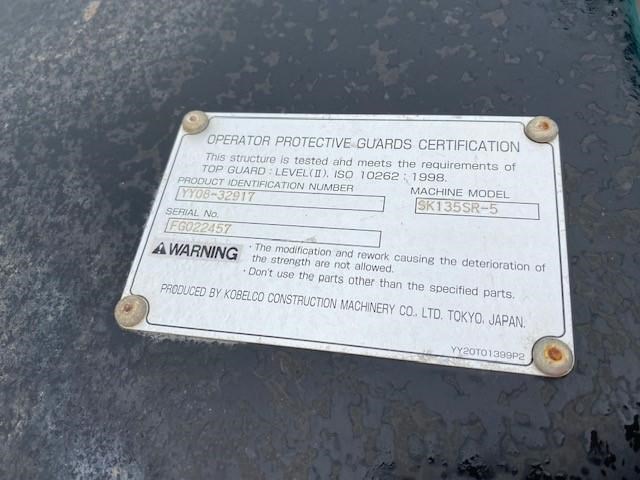 OPERATOR PROTECTIVE GUARDS CERTIFICATION
This structure is tested and meets the requirements of
TOP GUARD : LEVEL(II), ISO 10262 : 1998.
PRODUCT IDENTIFICATION NUMBER
YY08-32917
MACHINE MODEL
SK135SR-5
SERIAL No.
FG022457
WARNING
· The modification and rework causing the deterioration of
the strength are not allowed.
· Don't use the parts other than the specified parts.
PRODUCED BY KOBELCO CONSTRUCTION MACHINERY CO., LTD. TOKYO, JAPAN.
YY20T01399P2